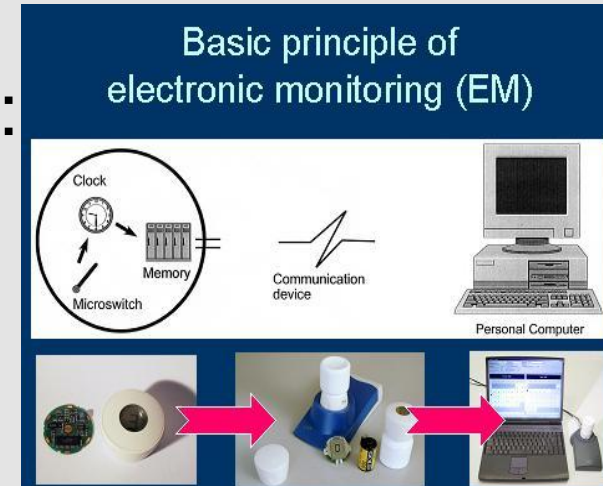 Basic principle of
electronic monitoring (EM)
Clock
Memory
Microswitch
Communication
device
Personal Computer